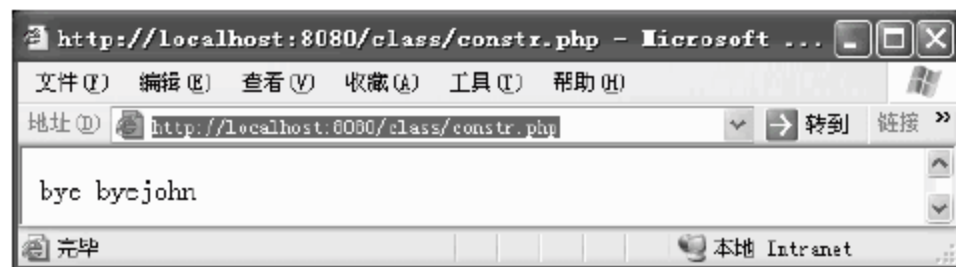 http://localhost:8080/class/constr.php - Microsoft ...
文件(F) 编辑(E) 查看(V) 收藏(A) 工具(T) 帮助(H)
地址(D) http://localhost:8080/class/constr.php 转到 链接 »
bye byejohn
完毕 本地 Intranet